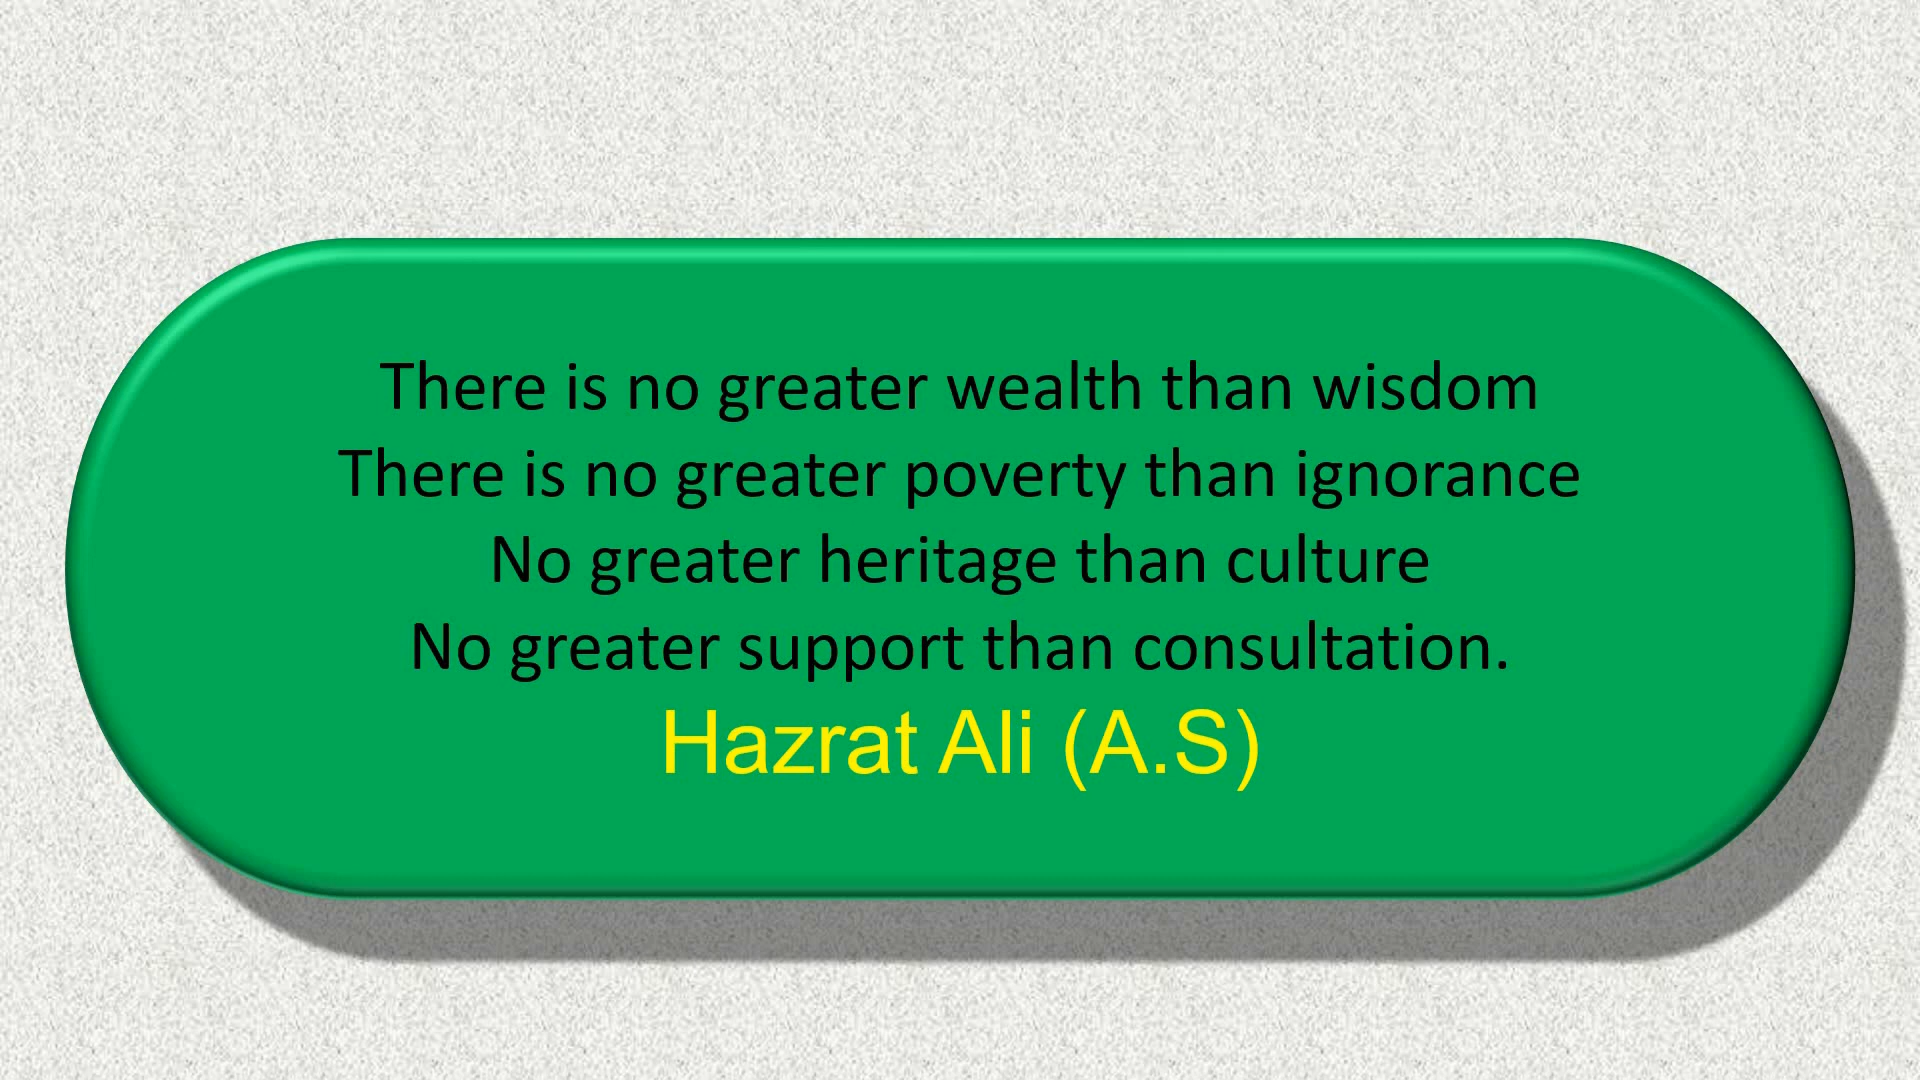 There is no greater wealth than wisdom
There is no greater poverty than ignorance
No greater heritage than culture
No greater support than consultation.
Hazrat Ali (A.S)